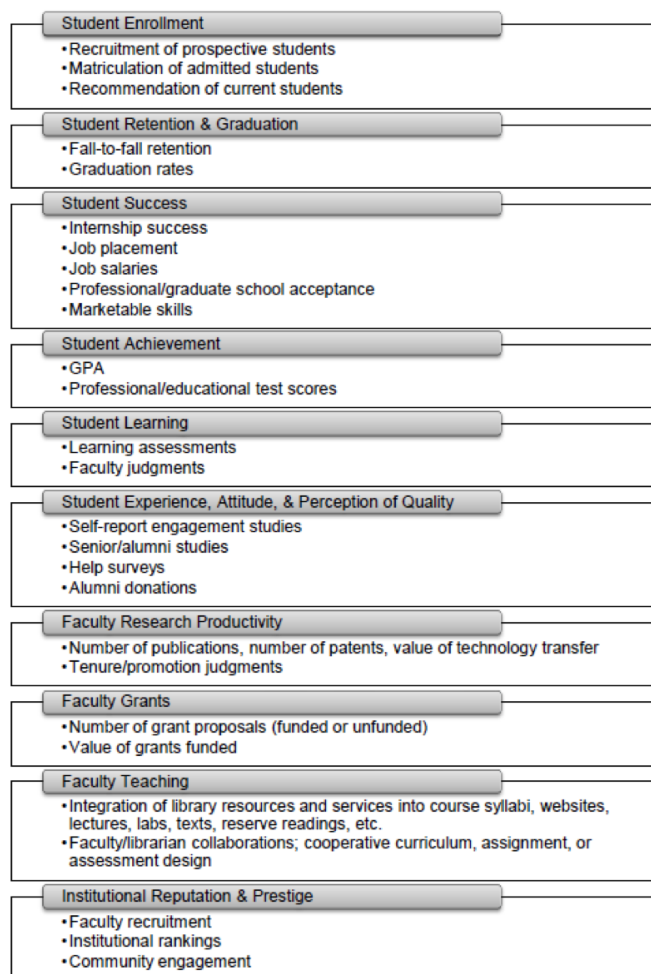 Student Enrollment
•Recruitment of prospective students
•Matriculation of admitted students
•Recommendation of current students
Student Retention & Graduation
•Fall-to-fall retention
•Graduation rates
Student Success
•Internship success
•Job placement
•Job salaries
•Professional/graduate school acceptance
•Marketable skills
Student Achievement
•GPA
•Professional/educational test scores
Student Learning
•Learning assessments
•Faculty judgments
Student Experience, Attitude, & Perception of Quality
•Self-report engagement studies
•Senior/alumni studies
•Help surveys
•Alumni donations
Faculty Research Productivity
•Number of publications, number of patents, value of technology transfer
•Tenure/promotion judgments
Faculty Grants
•Number of grant proposals (funded or unfunded)
•Value of grants funded
Faculty Teaching
•Integration of library resources and services into course syllabi, websites,
lectures, labs, texts, reserve readings, etc.
•Faculty/librarian collaborations; cooperative curriculum, assignment, or
assessment design
Institutional Reputation & Prestige
•Faculty recruitment
•Institutional rankings
•Community engagement